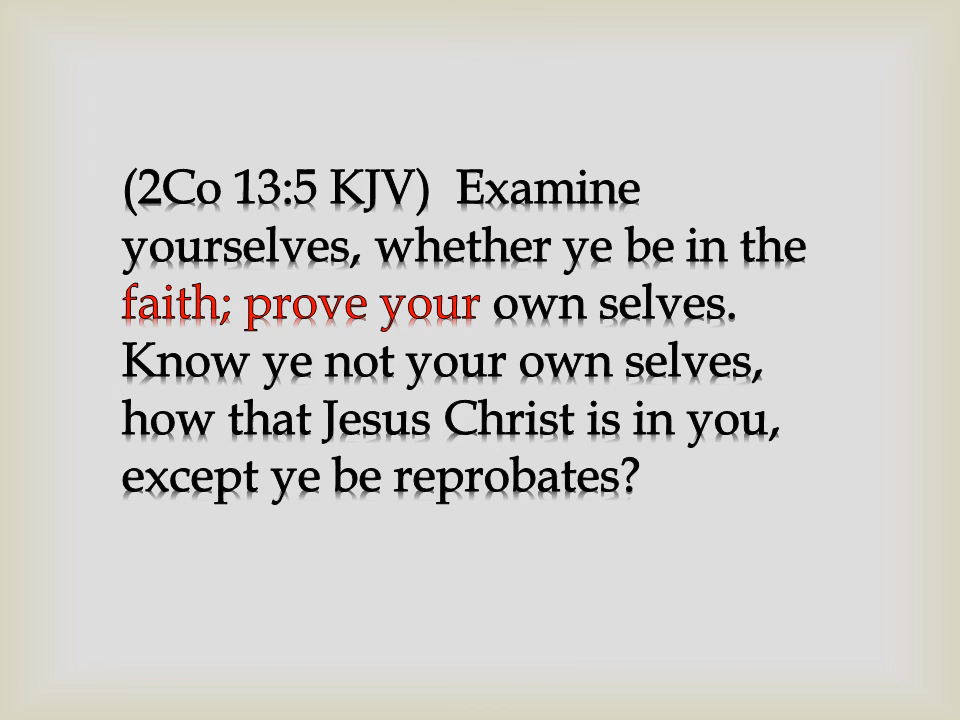 (2Co 13:5 KJV)  Examine
yourselves, whether ye be in the
faith; prove your own selves.
Know ye not your own selves,
how that Jesus Christ is in you,
except ye be reprobates?